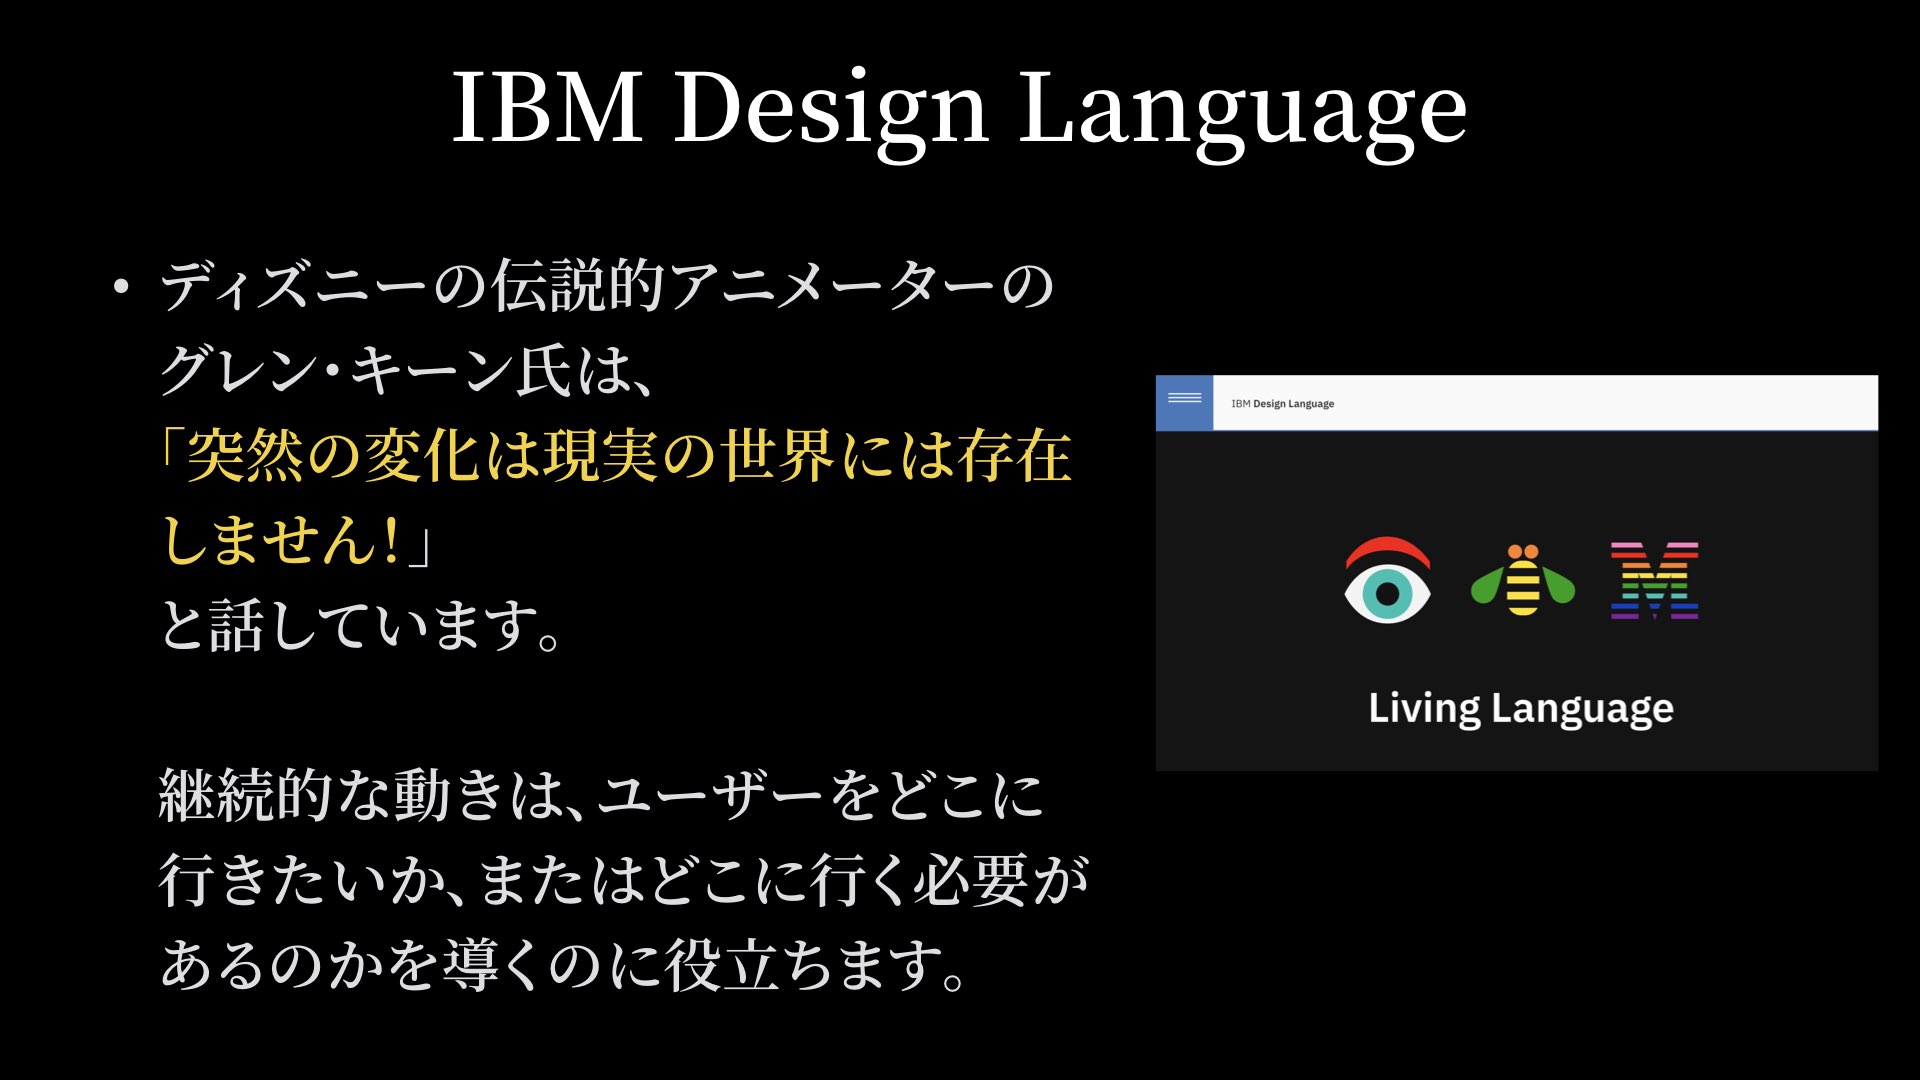 IBM Design Language
• ディズニーの伝説的アニメーターの
グレン・キーン氏は、
「突然の変化は現実の世界には存在
しません！」
と話しています。
継続的な動きは、ユーザーをどこに
行きたいか、またはどこに行く必要が
あるのかを導くのに役立ちます。
IBM Design Language
M
Living Language